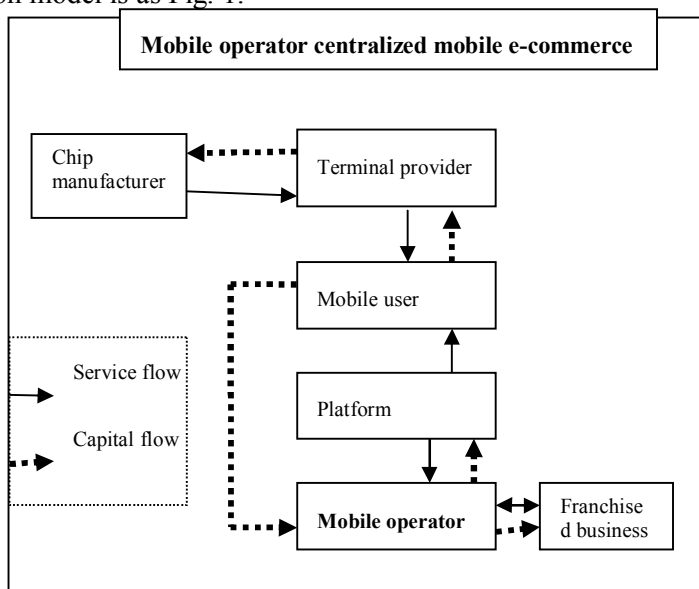 on model is as Fig. 1.
Mobile operator centralized mobile e-commerce
Chip
manufacturer
Terminal provider
Mobile user
Service flow
Capital flow
Platform
Mobile operator
Franchise
d business